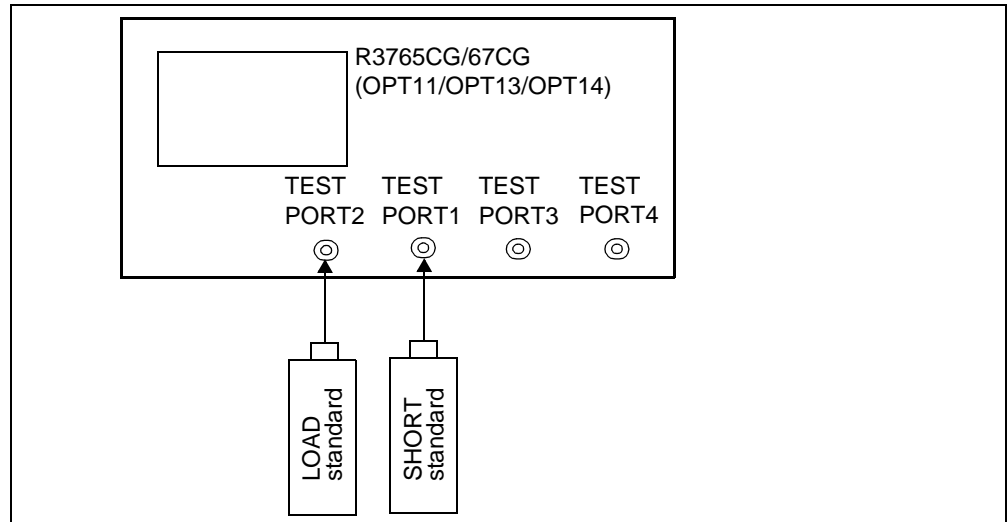 R3765CG/67CG
(OPT11/OPT13/OPT14)
TEST PORT2
TEST PORT1
TEST PORT3
TEST PORT4
LOAD
standard
SHORT
standard